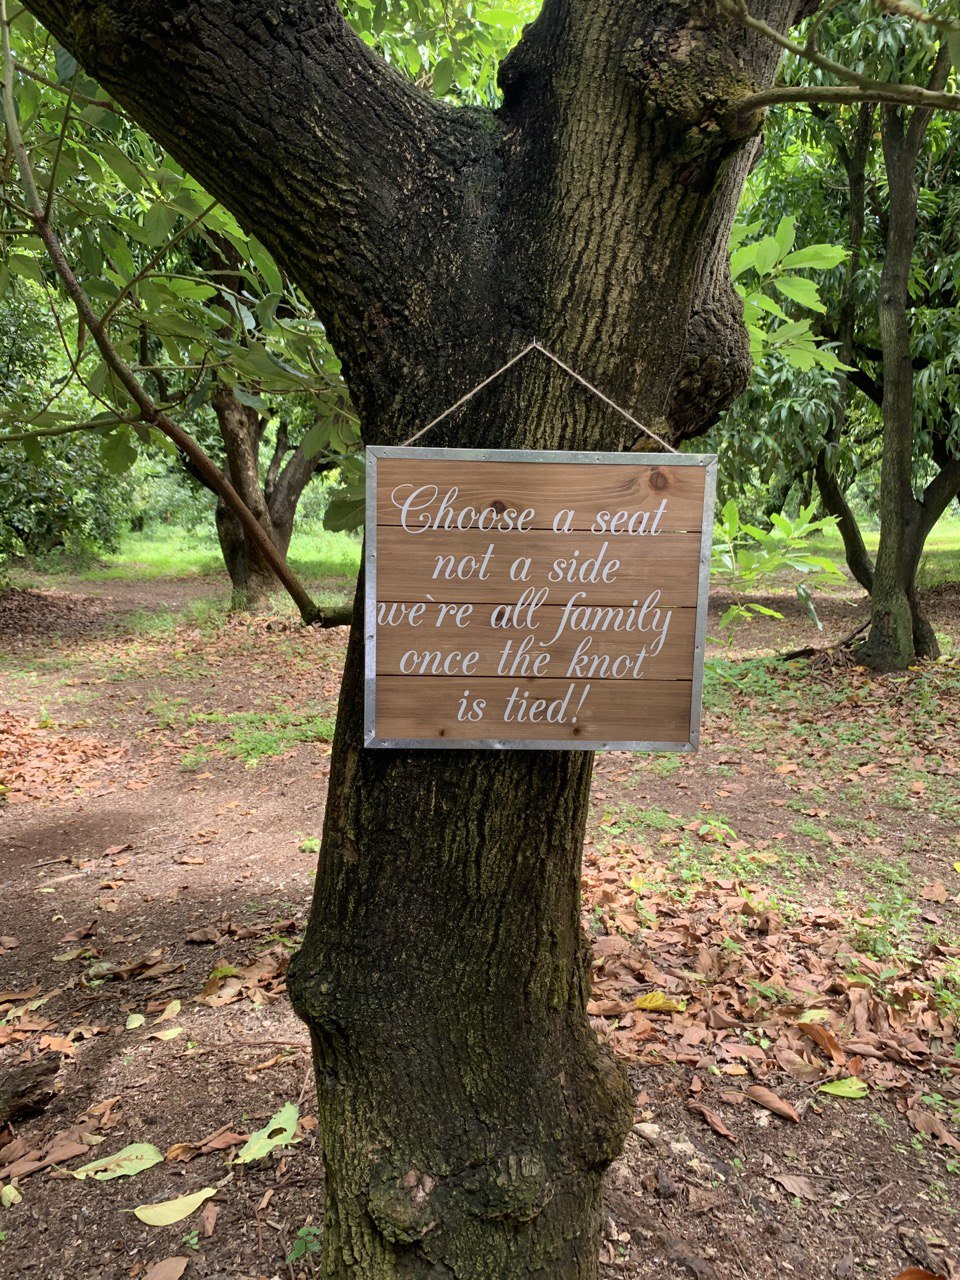 Choose a seat
not a side
we`re all family
once the knot
is tied!